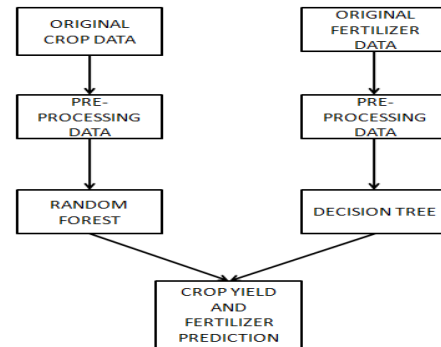 ORIGINAL
CROP DATA
ORIGINAL
FERTILIZER
DATA
PRE-
PROCESSING
DATA
PRE-
PROCESSING
DATA
RANDOM
FOREST
DECISION TREE
CROP YIELD
AND
FERTILIZER
PREDICTION